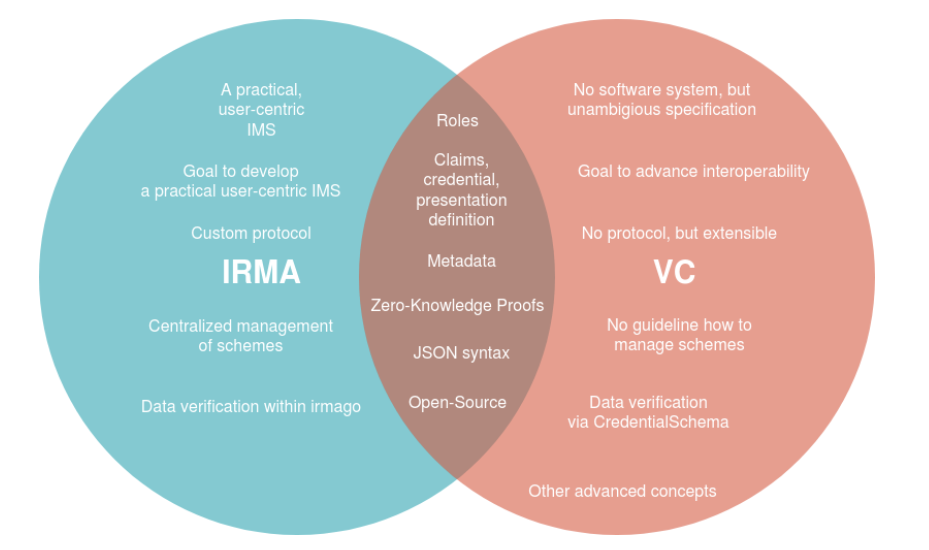 A practical,
user-centric
IMS
Goal to develop
a practical user-centric IMS
Custom protocol
IRMA
Centralized management
of schemes
Data verification within irmago
Roles
Claims,
credential,
presentation
definition
Metadata
Zero-Knowledge Proofs
JSON syntax
Open-Source
No software system, but
unambigious specification
Goal to advance interoperability
No protocol, but extensible
VC
No guideline how to
manage schemes
Data verification
via CredentialSchema
Other advanced concepts